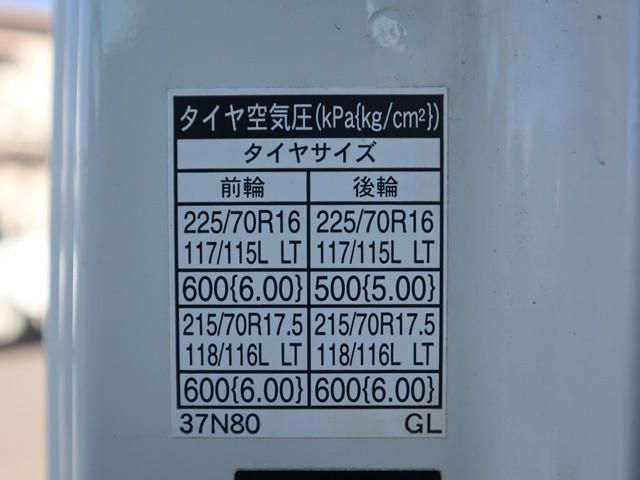 タイヤ空気圧(kPa{kg/cm²})
タイヤサイズ
前輪 後輪
225/70R16 225/70R16
117/115L LT 117/115L LT
600{6.00} 500{5.00}
215/70R17.5 215/70R17.5
118/116L LT 118/116L LT
600{6.00} 600{6.00}
37N80 GL